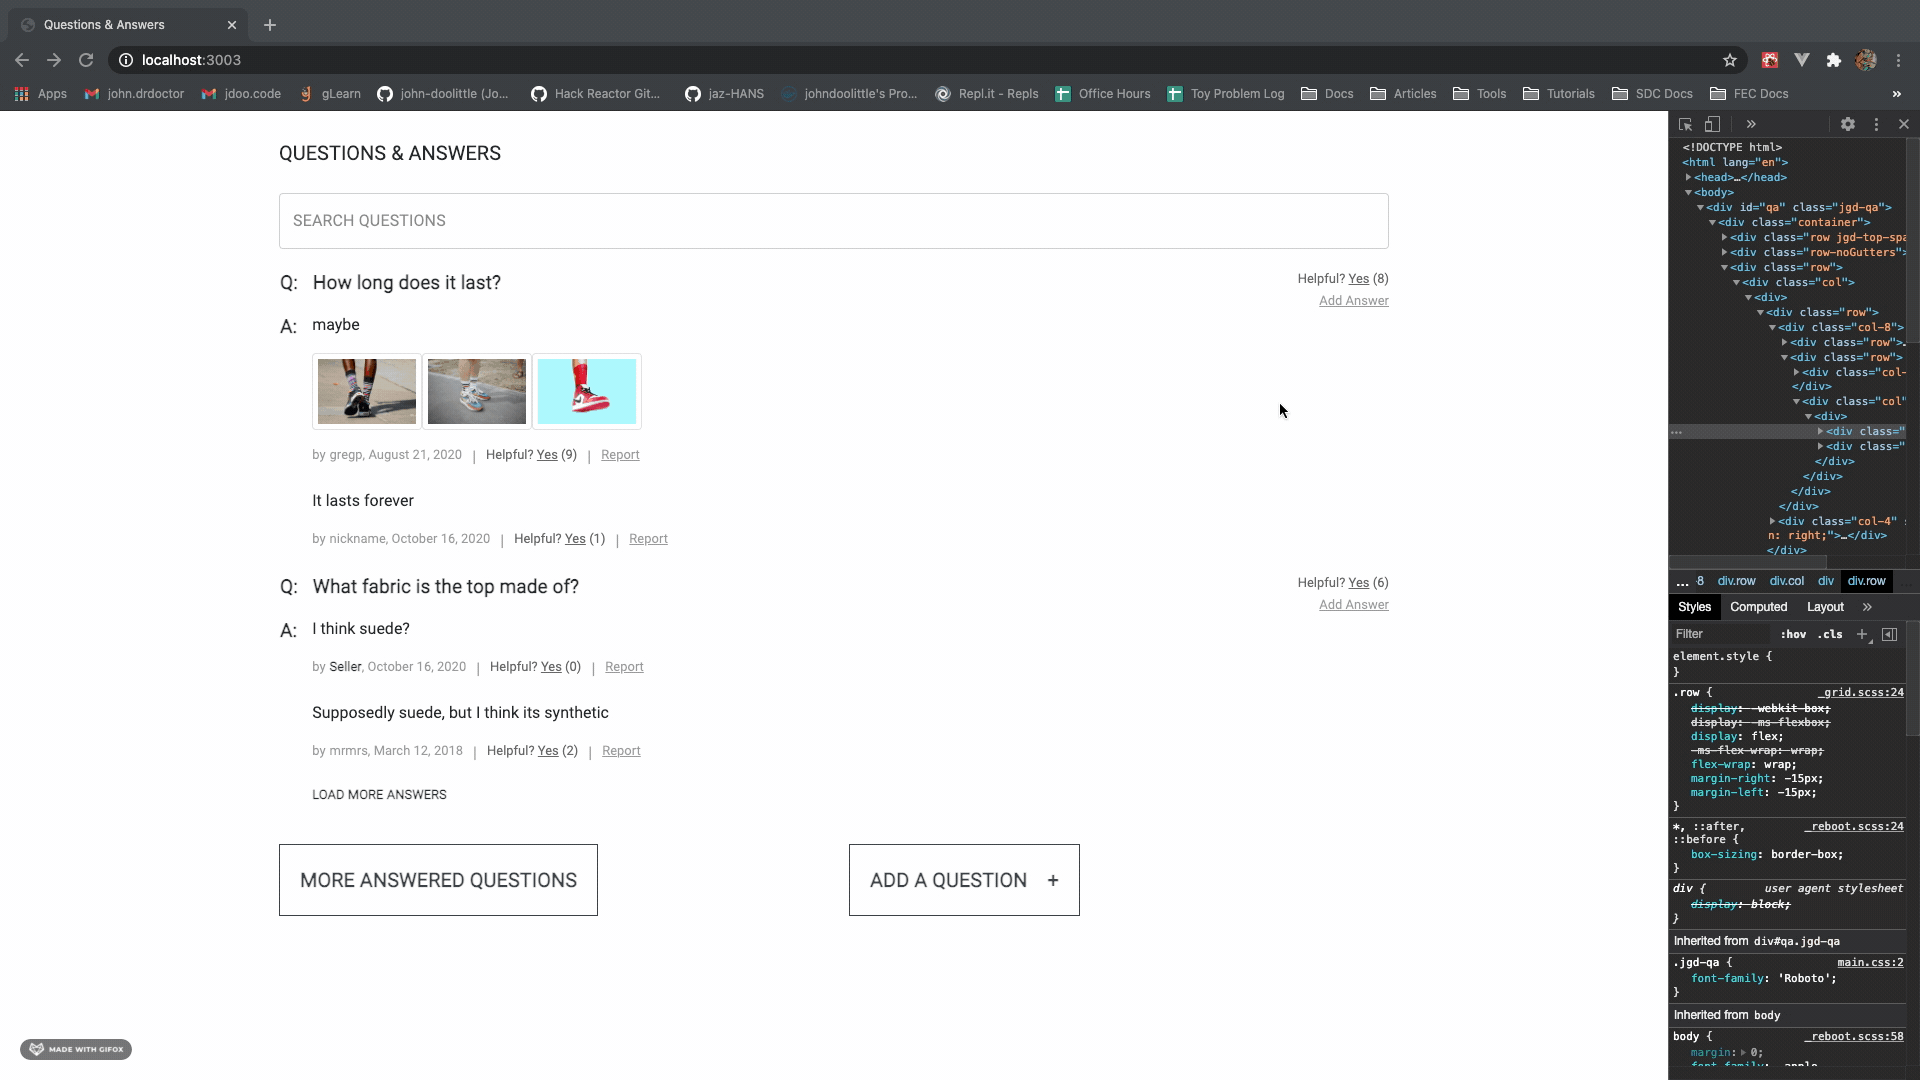 Questions & Answers
localhost:3003
Apps john.drdoctor jdoo.code gLearn john-doolittle (Jo... Hack Reactor Git... jaz-HANS johndoolittle's Pro... Repl.it - Repls Office Hours Toy Problem Log Docs Articles Tools Tutorials SDC Docs FEC Docs »
QUESTIONS & ANSWERS
SEARCH QUESTIONS
Q: How long does it last?
Helpful? Yes (8)
Add Answer
A: maybe
by gregp, August 21, 2020 | Helpful? Yes (9) | Report
It lasts forever
by nickname, October 16, 2020 | Helpful? Yes (1) | Report
Q: What fabric is the top made of?
Helpful? Yes (6)
Add Answer
A: I think suede?
by Seller, October 16, 2020 | Helpful? Yes (0) | Report
Supposedly suede, but I think its synthetic
by mrmrs, March 12, 2018 | Helpful? Yes (2) | Report
LOAD MORE ANSWERS
MORE ANSWERED QUESTIONS
ADD A QUESTION +
MADE WITH GIFOX
<!DOCTYPE html>
<html lang="en">
<head>…</head>
<body>
<div id="qa" class="jgd-qa">
<div class="container">
<div class="row jgd-top-spa
<div class="row-noGutters">
<div class="row">
<div class="col">
<div>
<div class="row">
<div class="col-8">
<div class="row">…
<div class="row">
<div class="col-
</div>
<div class="col"
<div>
<div class="
<div class="
</div>
</div>
</div>
</div>
<div class="col-4" s
n: right;">…</div>
</div>
... 8 div.row div.col div div.row
Styles Computed Layout »
Filter :hov .cls +
element.style {
}
.row { _grid.scss:24
display: -webkit-box;
display: -ms-flexbox;
display: flex;
-ms-flex-wrap: wrap;
flex-wrap: wrap;
margin-right: -15px;
margin-left: -15px;
}
*, ::after, _reboot.scss:24
::before {
box-sizing: border-box;
}
div { user agent stylesheet
display: block;
}
Inherited from div#qa.jgd-qa
.jgd-qa { main.css:2
font-family: 'Roboto';
}
Inherited from body
body { _reboot.scss:58
margin: 0;